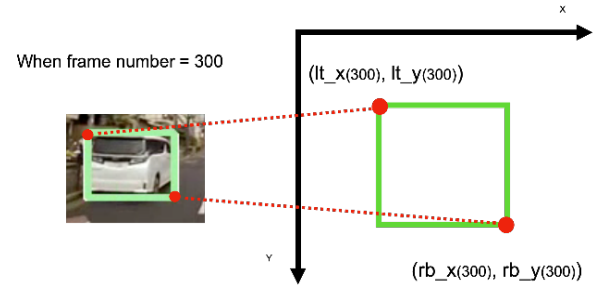 X
When frame number = 300
(lt_x(300), lt_y(300))
Y
(rb_x(300), rb_y(300))